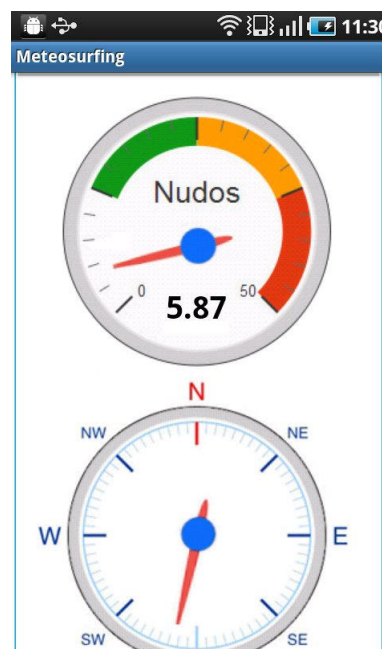 11:30
Meteosurfing
Nudos
0
50
5.87
N
NW
NE
W
E
SW
SE